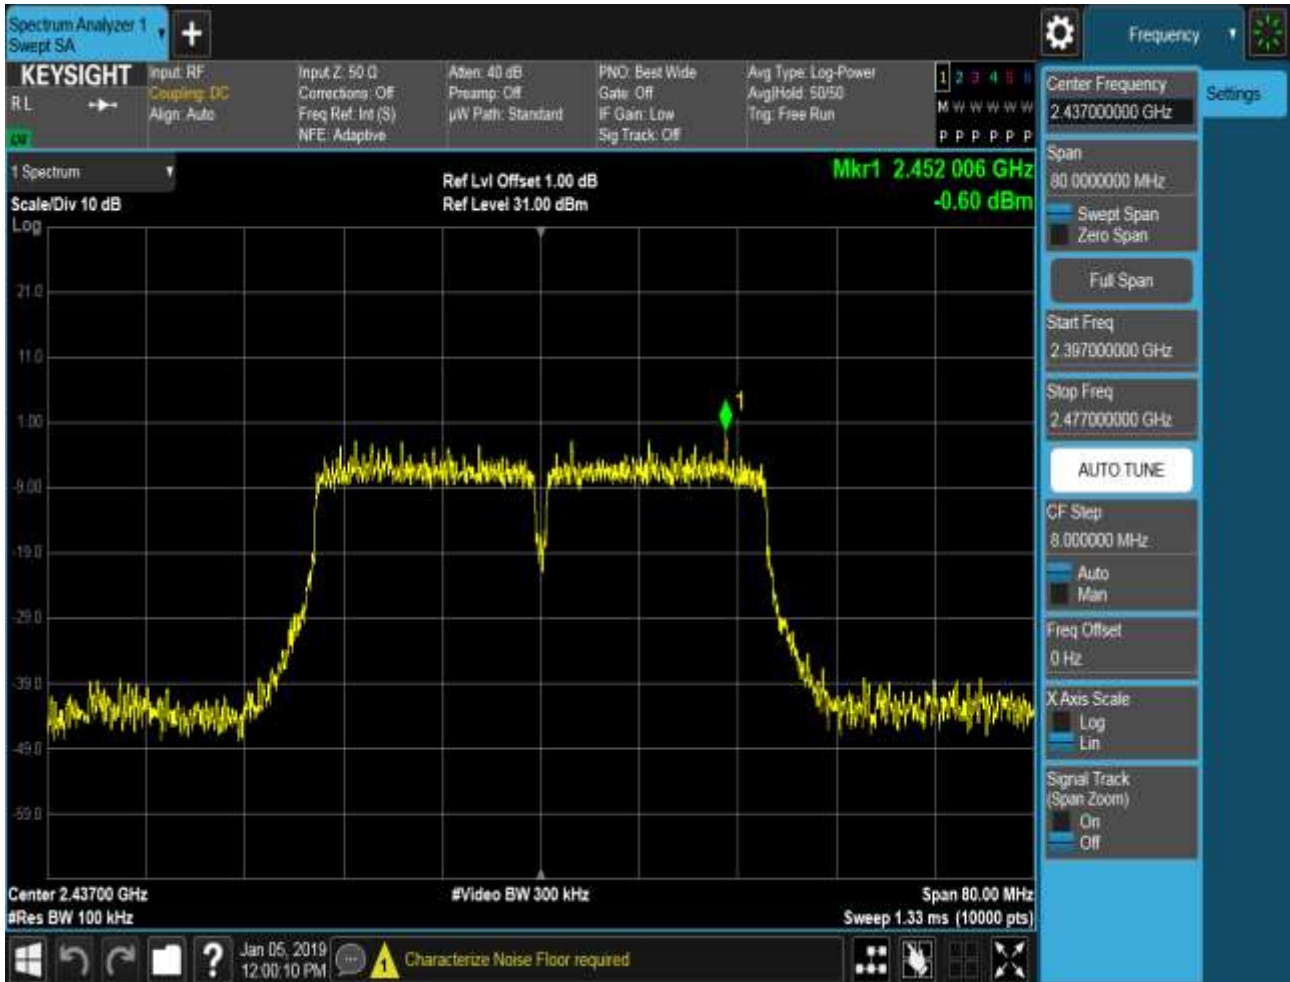 Spectrum Analyzer 1
Swept SA
+
Frequency
KEYSIGHT
RL
LXI
Input: RF
Coupling: DC
Align: Auto
Input Z: 50 Ω
Corrections: Off
Freq Ref: Int (S)
NFE: Adaptive
Atten: 40 dB
Preamp: Off
µW Path: Standard
PNO: Best Wide
Gate: Off
IF Gain: Low
Sig Track: Off
Avg Type: Log-Power
Avg|Hold: 50/50
Trig: Free Run
1 2 3 4 5 6
M W W W W W
P P P P P P
Settings
Center Frequency
2.437000000 GHz
Span
80.0000000 MHz
Swept Span
Zero Span
Full Span
Start Freq
2.397000000 GHz
Stop Freq
2.477000000 GHz
AUTO TUNE
CF Step
8.000000 MHz
Auto
Man
Freq Offset
0 Hz
X Axis Scale
Log
Lin
Signal Track
(Span Zoom)
On
Off
1 Spectrum
Scale/Div 10 dB
Log
Ref Lvl Offset 1.00 dB
Ref Level 31.00 dBm
Mkr1 2.452 006 GHz
-0.60 dBm
21.0
11.0
1.00
-9.00
-19.0
-29.0
-39.0
-49.0
-59.0
1
Center 2.43700 GHz
#Res BW 100 kHz
#Video BW 300 kHz
Span 80.00 MHz
Sweep 1.33 ms (10000 pts)
?
Jan 05, 2019
12:00:10 PM
1
Characterize Noise Floor required